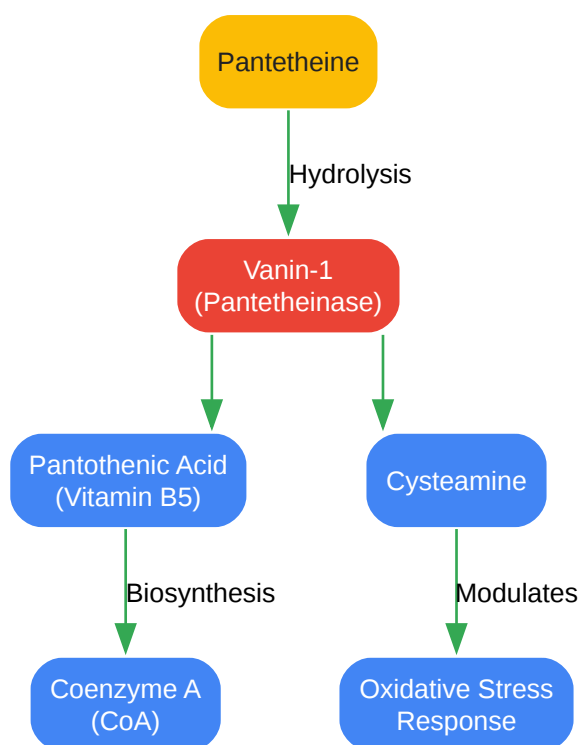 Pantetheine
Hydrolysis
Vanin-1
(Pantetheinase)
Pantothenic Acid
(Vitamin B5)
Cysteamine
Biosynthesis
Modulates
Coenzyme A
(CoA)
Oxidative Stress
Response